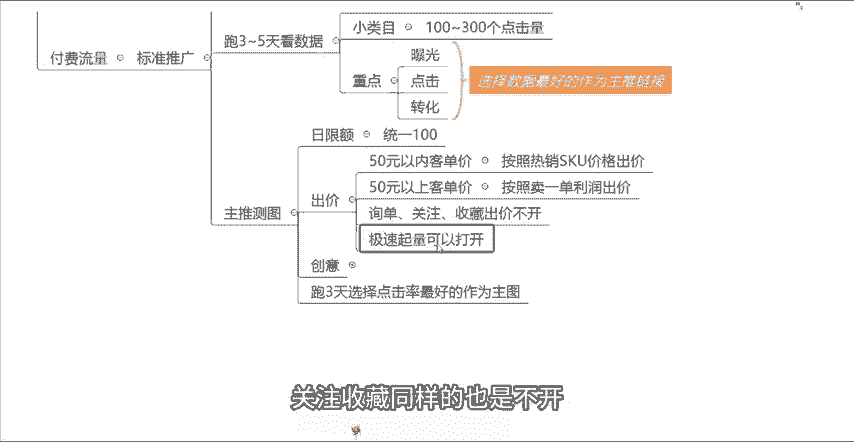 小类目
100~300个点击量
跑3~5天看数据
曝光
付费流量
标准推广
重点
点击
选择数据最好的作为主推链接
转化
日限额
统一100
50元以内客单价
按照热销SKU价格出价
出价
50元以上客单价
按照卖一单利润出价
主推测图
询单、关注、收藏出价不开
极速起量可以打开
创意
跑3天选择点击率最好的作为主图
关注收藏同样的也是不开